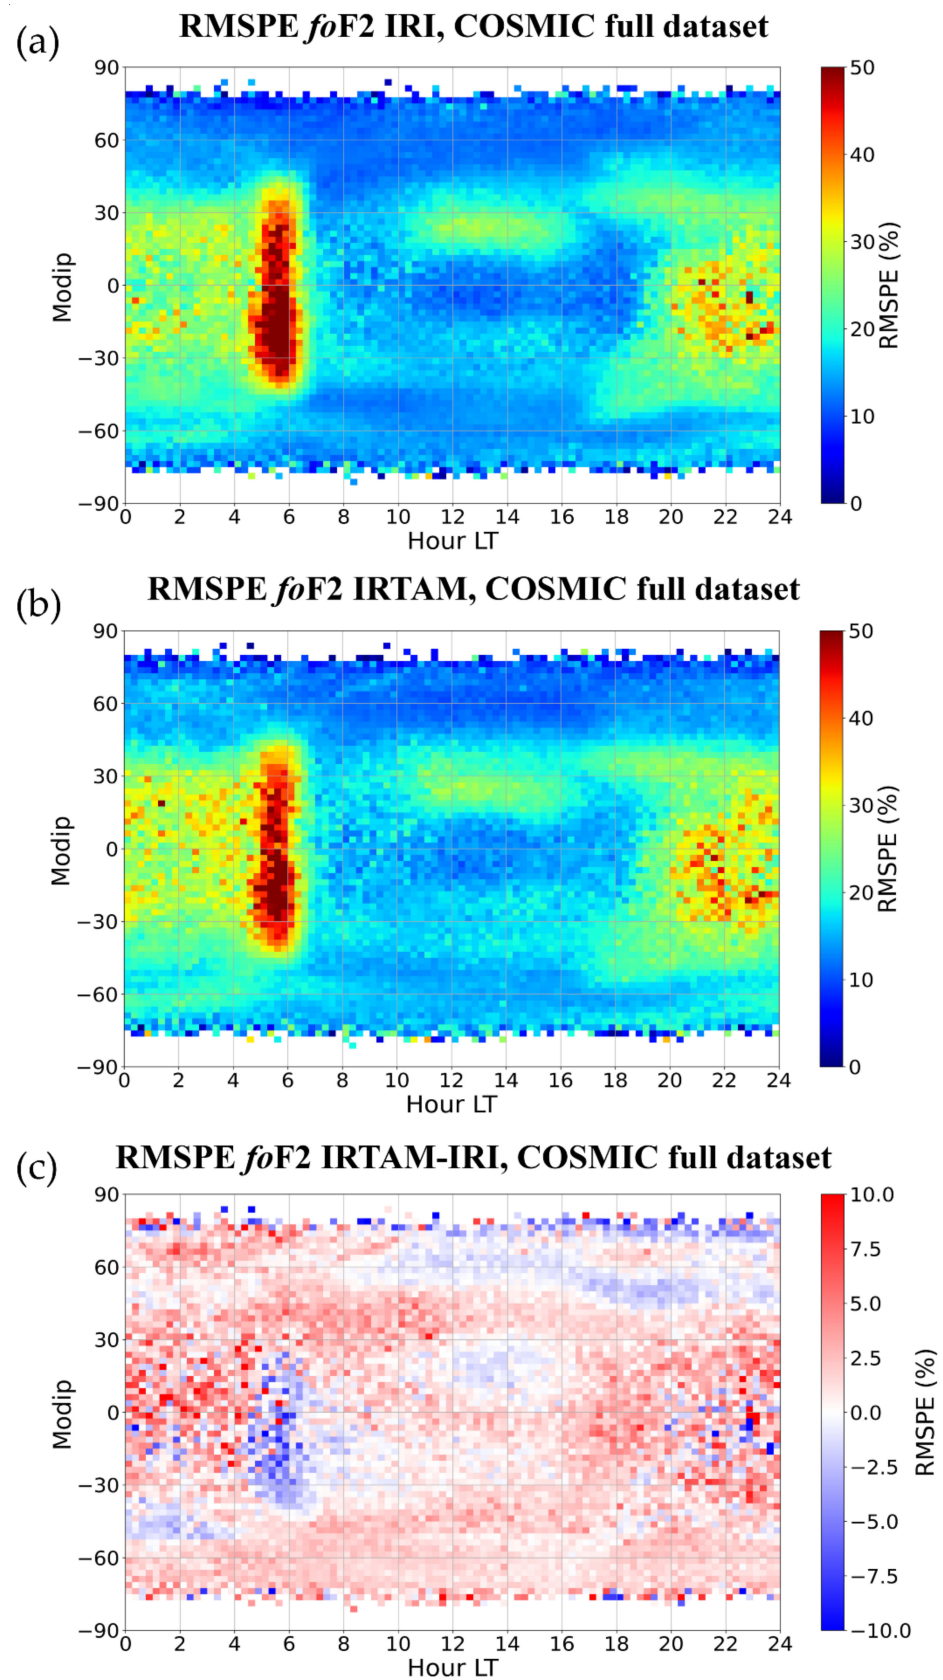 (a)
RMSPE foF2 IRI, COSMIC full dataset
90
60
30
0
−30
−60
−90
Modip
0 2 4 6 8 10 12 14 16 18 20 22 24
Hour LT
50
40
30
20
10
0
RMSPE (%)
(b)
RMSPE foF2 IRTAM, COSMIC full dataset
90
60
30
0
−30
−60
−90
Modip
0 2 4 6 8 10 12 14 16 18 20 22 24
Hour LT
50
40
30
20
10
0
RMSPE (%)
(c)
RMSPE foF2 IRTAM-IRI, COSMIC full dataset
90
60
30
0
−30
−60
−90
Modip
0 2 4 6 8 10 12 14 16 18 20 22 24
Hour LT
10.0
7.5
5.0
2.5
0.0
−2.5
−5.0
−7.5
−10.0
RMSPE (%)